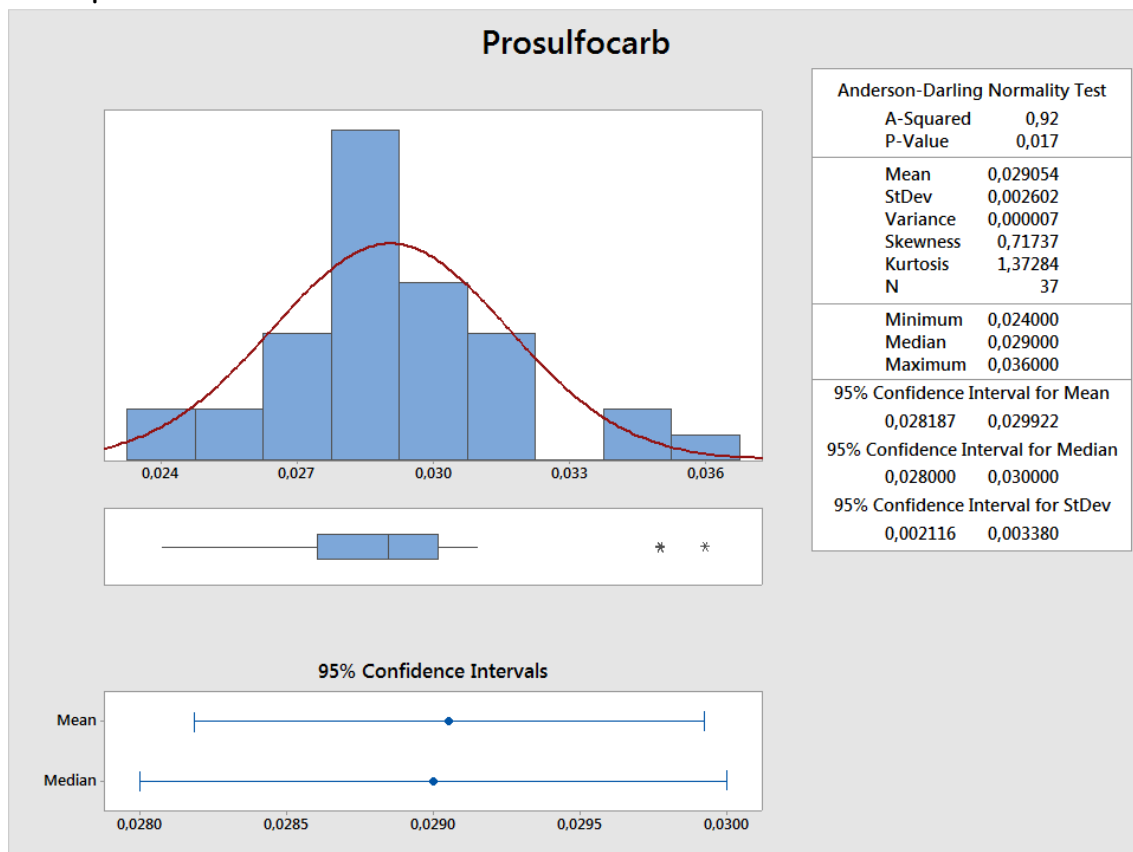 Prosulfocarb
0,024 0,027 0,030 0,033 0,036
95% Confidence Intervals
Mean
Median
0,0280 0,0285 0,0290 0,0295 0,0300
Anderson-Darling Normality Test
A-Squared 0,92
P-Value 0,017
Mean 0,029054
StDev 0,002602
Variance 0,000007
Skewness 0,71737
Kurtosis 1,37284
N 37
Minimum 0,024000
Median 0,029000
Maximum 0,036000
95% Confidence Interval for Mean
0,028187 0,029922
95% Confidence Interval for Median
0,028000 0,030000
95% Confidence Interval for StDev
0,002116 0,003380